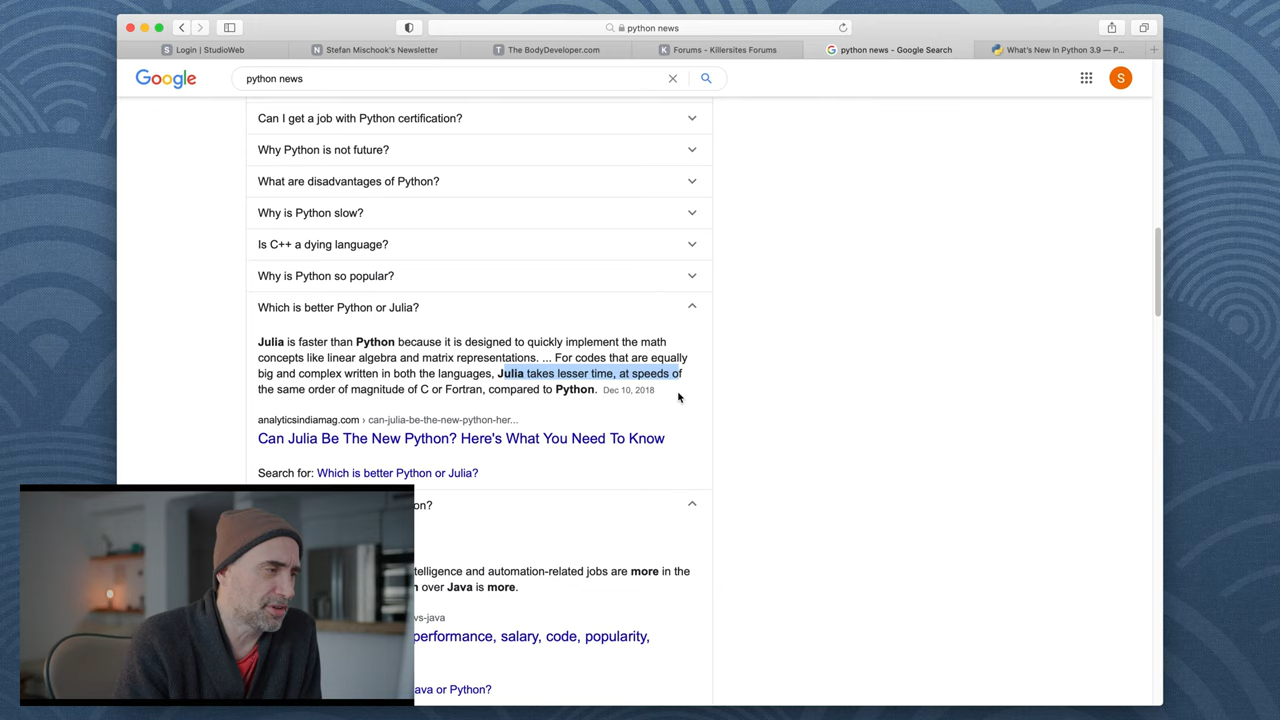 python news
Login | StudioWeb
Stefan Mischook's Newsletter
The BodyDeveloper.com
Forums - Killersites Forums
python news - Google Search
What's New In Python 3.9 — P...
Google
python news
S
Can I get a job with Python certification?
Why Python is not future?
What are disadvantages of Python?
Why is Python slow?
Is C++ a dying language?
Why is Python so popular?
Which is better Python or Julia?
Julia is faster than Python because it is designed to quickly implement the math
concepts like linear algebra and matrix representations. ... For codes that are equally
big and complex written in both the languages, Julia takes lesser time, at speeds of
the same order of magnitude of C or Fortran, compared to Python. Dec 10, 2018
analyticsindiamag.com › can-julia-be-the-new-python-her...
Can Julia Be The New Python? Here's What You Need To Know
Search for: Which is better Python or Julia?
on?
telligence and automation-related jobs are more in the
over Java is more.
vs-java
performance, salary, code, popularity,
ava or Python?